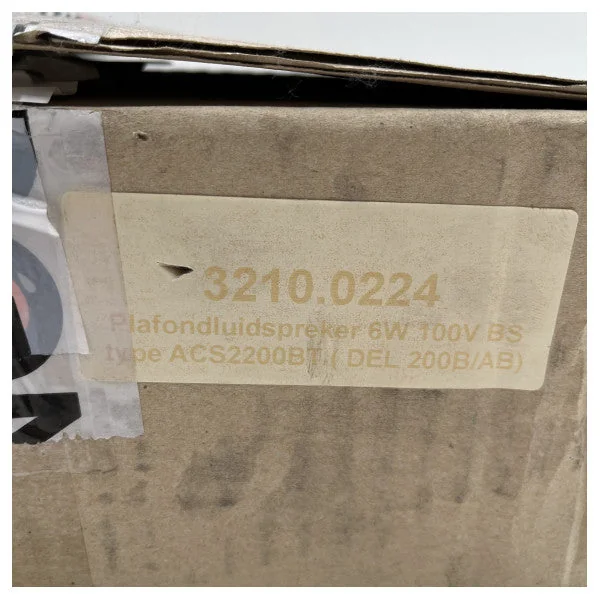 3210.0224
Plafondluidspreker 6W 100V BS
type ACS2200BT ( DEL 200B/AB)